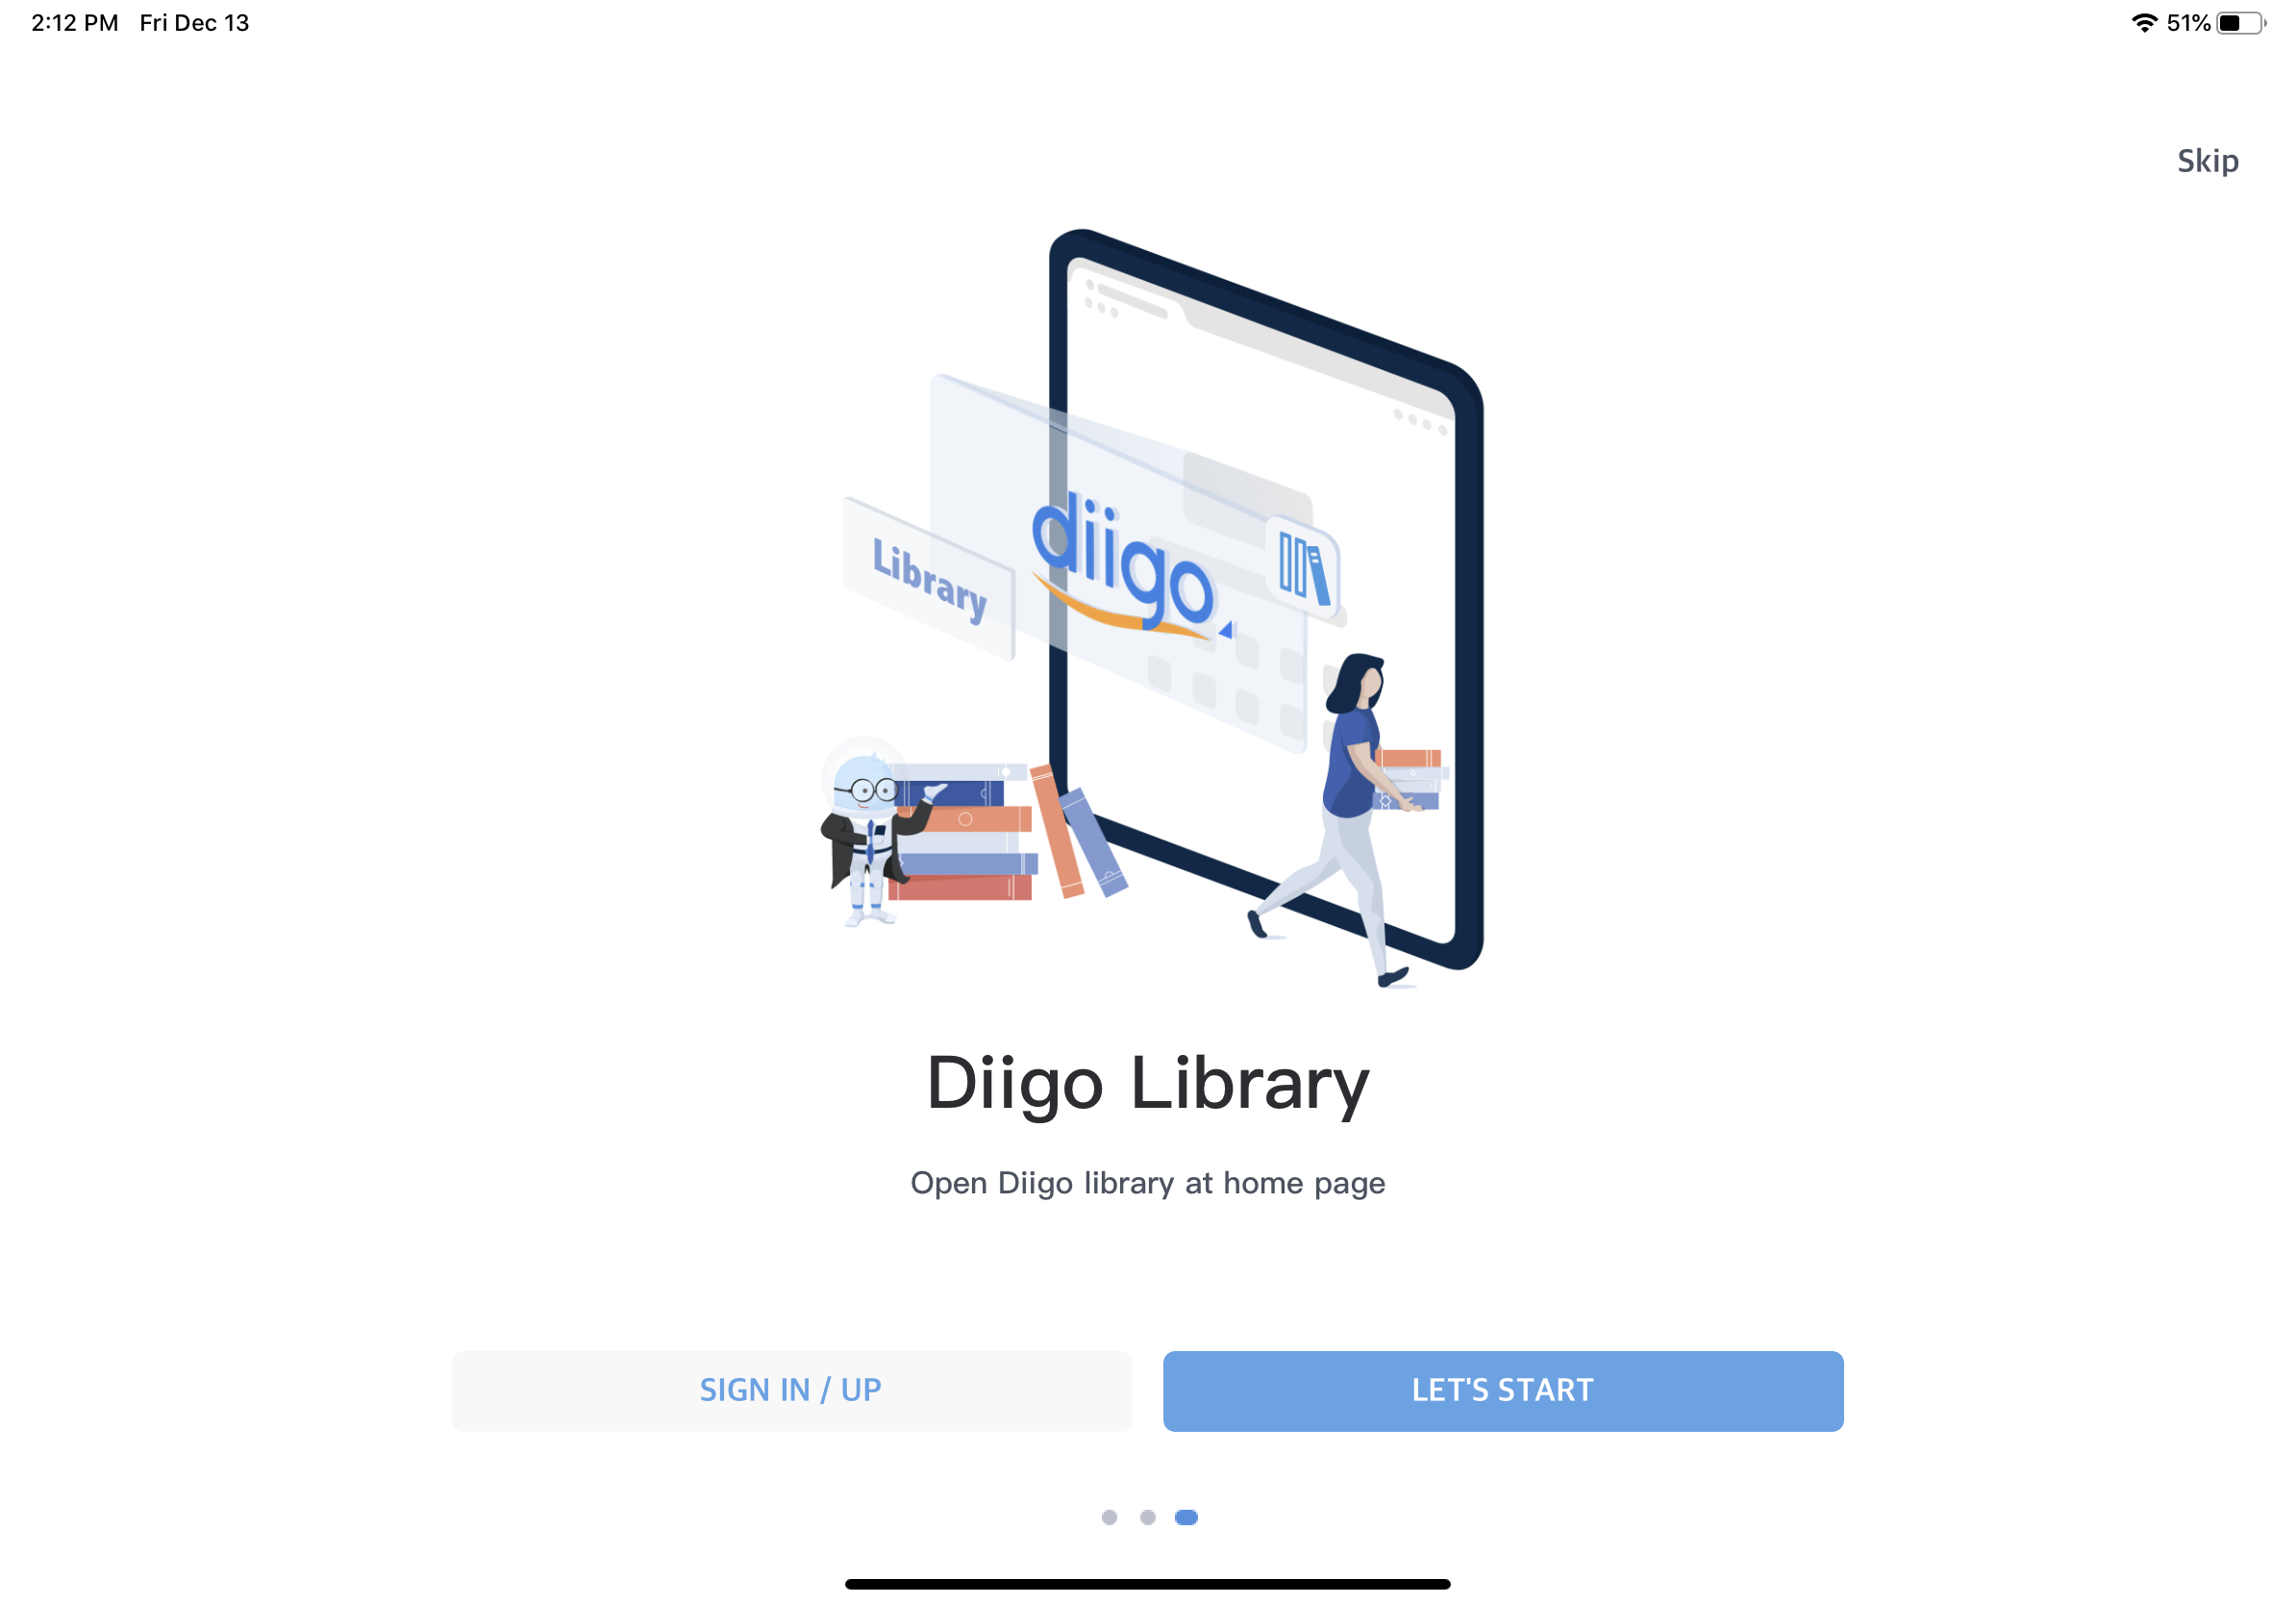 2:12 PM Fri Dec 13
51%
Skip
diigo
Library
Diigo Library
Open Diigo library at home page
SIGN IN / UP
LET'S START